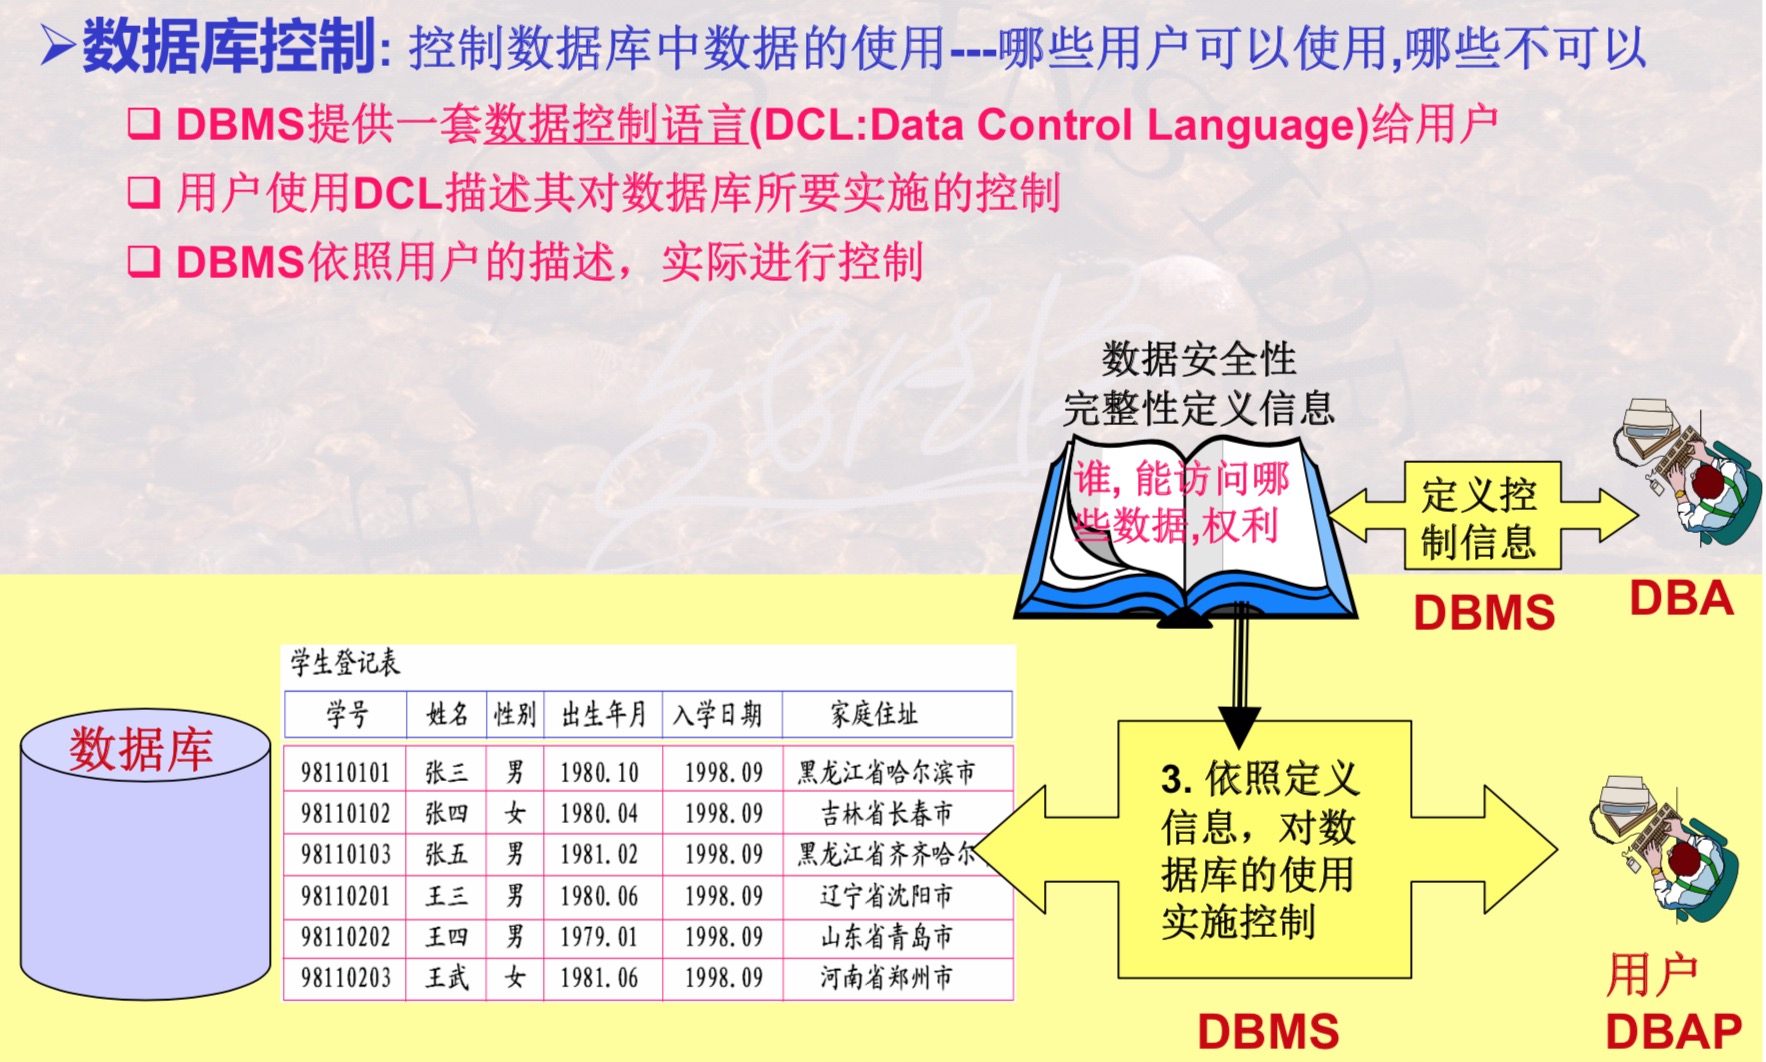 ➢数据库控制: 控制数据库中数据的使用---哪些用户可以使用,哪些不可以
❑ DBMS提供一套数据控制语言(DCL:Data Control Language)给用户
❑ 用户使用DCL描述其对数据库所要实施的控制
❑ DBMS依照用户的描述，实际进行控制
数据安全性
完整性定义信息
谁, 能访问哪
些数据,权利
定义控
制信息
DBMS
DBA
学生登记表
学号 姓名 性别 出生年月 入学日期 家庭住址
98110101 张三 男 1980.10 1998.09 黑龙江省哈尔滨市
98110102 张四 女 1980.04 1998.09 吉林省长春市
98110103 张五 男 1981.02 1998.09 黑龙江省齐齐哈尔
98110201 王三 男 1980.06 1998.09 辽宁省沈阳市
98110202 王四 男 1979.01 1998.09 山东省青岛市
98110203 王武 女 1981.06 1998.09 河南省郑州市
数据库
3. 依照定义
信息，对数
据库的使用
实施控制
DBMS
用户
DBAP